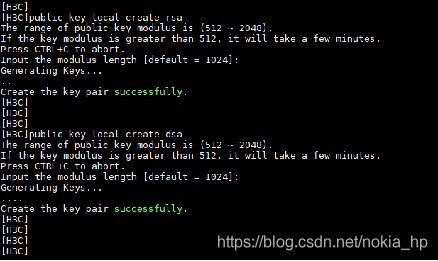 [H3C]
[H3C]public key local create rsa
The range of public key modulus is (512 ~ 2048).
If the key modulus is greater than 512, it will take a few minutes.
Press CTRL+C to abort.
Input the modulus length [default = 1024]:
Generating Keys...
..
Create the key pair successfully.
[H3C]
[H3C]
[H3C]
[H3C]public key local create dsa
The range of public key modulus is (512 ~ 2048).
If the key modulus is greater than 512, it will take a few minutes.
Press CTRL+C to abort.
Input the modulus length [default = 1024]:
Generating Keys...
....
Create the key pair successfully.
[H3C]
[H3C]
[H3C]
[H3C]
https://blog.csdn.net/nokia_hp